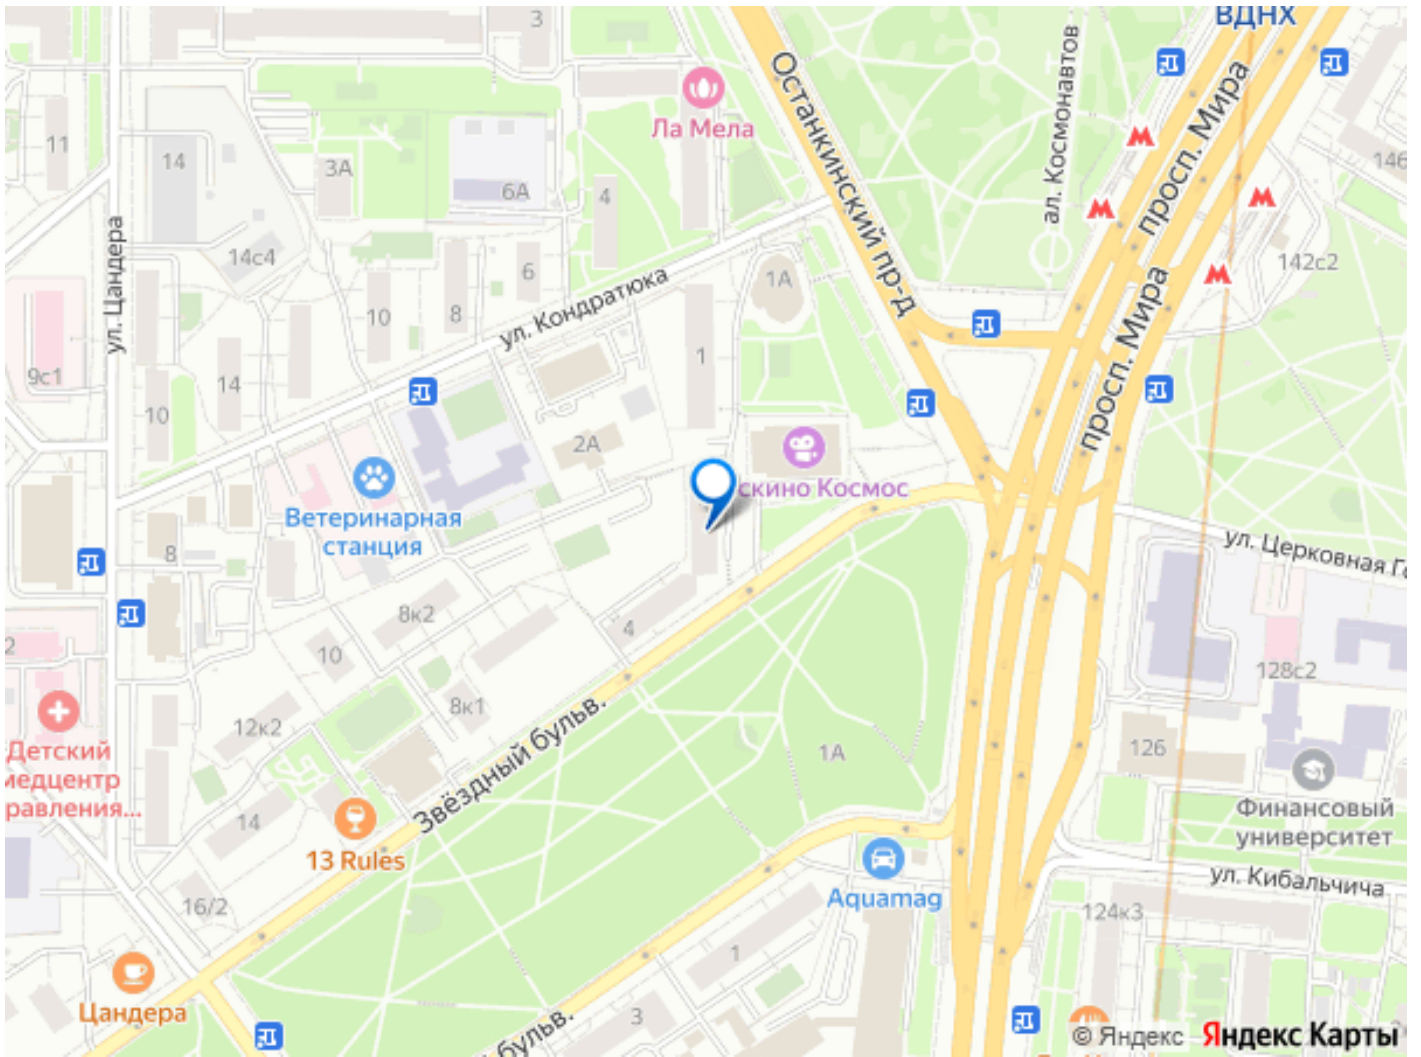 ВДНХ
3
Останкинский пр-д
ал. Космонавтов
просп. Мира
Ла Мела
11
14
3А
6А
4
146
ул. Цандера
14с4
6
1А
142с2
ул. Кондратюка
10
8
просп. Мира
9с1
14
1
10
2А
скино Космос
Ветеринарная
станция
8
ул. Церковная Го
8к2
4
2
10
128с2
12к2
8к1
Детский
медцентр
равления...
Звёздный бульв.
1А
126
14
Финансовый
университет
13 Rules
ул. Кибальчича
Aquamag
16/2
124к3
1
Цандера
3
й бульв.
© Яндекс Яндекс Карты